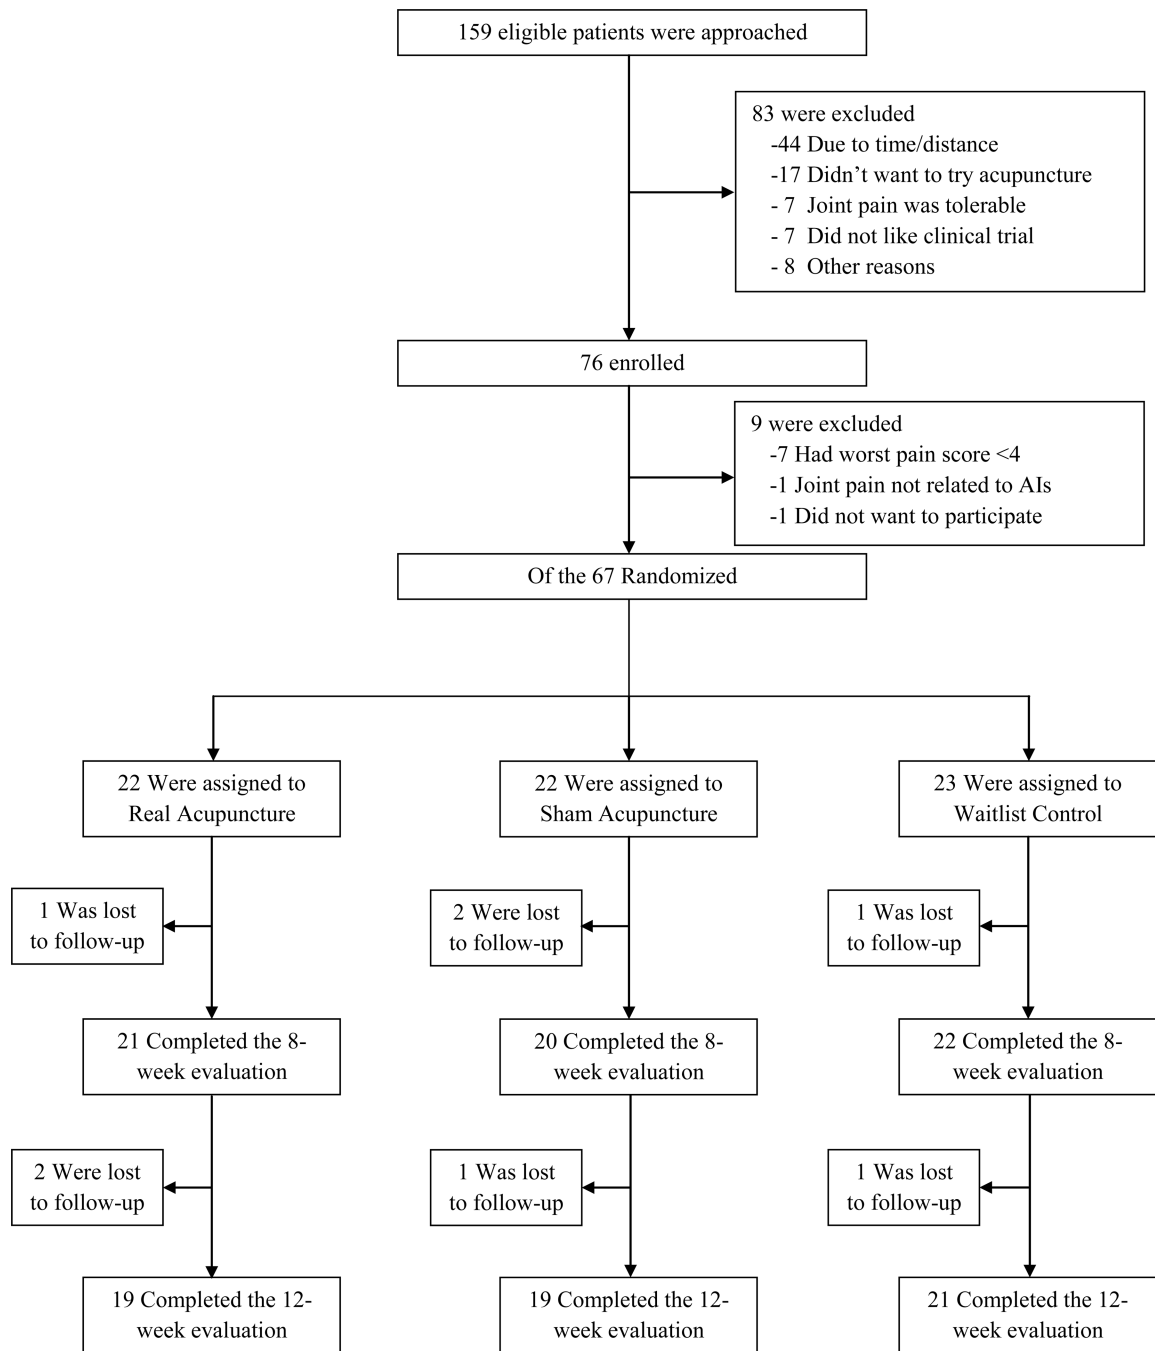 159 eligible patients were approached
83 were excluded
-44 Due to time/distance
-17 Didn’t want to try acupuncture
- 7 Joint pain was tolerable
- 7 Did not like clinical trial
- 8 Other reasons
76 enrolled
9 were excluded
-7 Had worst pain score <4
-1 Joint pain not related to AIs
-1 Did not want to participate
Of the 67 Randomized
22 Were assigned to
Real Acupuncture
22 Were assigned to
Sham Acupuncture
23 Were assigned to
Waitlist Control
1 Was lost
to follow-up
2 Were lost
to follow-up
1 Was lost
to follow-up
21 Completed the 8-
week evaluation
20 Completed the 8-
week evaluation
22 Completed the 8-
week evaluation
2 Were lost
to follow-up
1 Was lost
to follow-up
1 Was lost
to follow-up
19 Completed the 12-
week evaluation
19 Completed the 12-
week evaluation
21 Completed the 12-
week evaluation